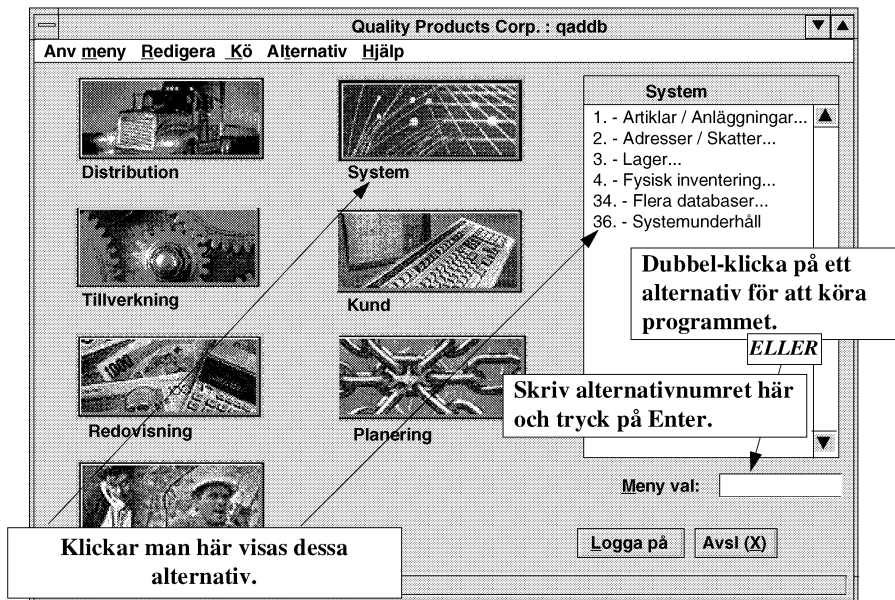 Quality Products Corp. : qaddb
Anv meny Redigera Kö Alternativ Hjälp
Distribution
System
Tillverkning
Kund
Redovisning
Planering
System
1. - Artiklar / Anläggningar...
2. - Adresser / Skatter...
3. - Lager...
4. - Fysisk inventering...
34. - Flera databaser...
36. - Systemunderhåll
Dubbel-klicka på ett
alternativ för att köra
programmet.
ELLER
Skriv alternativnumret här
och tryck på Enter.
Meny val:
Logga på
Avsl (X)
Klickar man här visas dessa
alternativ.